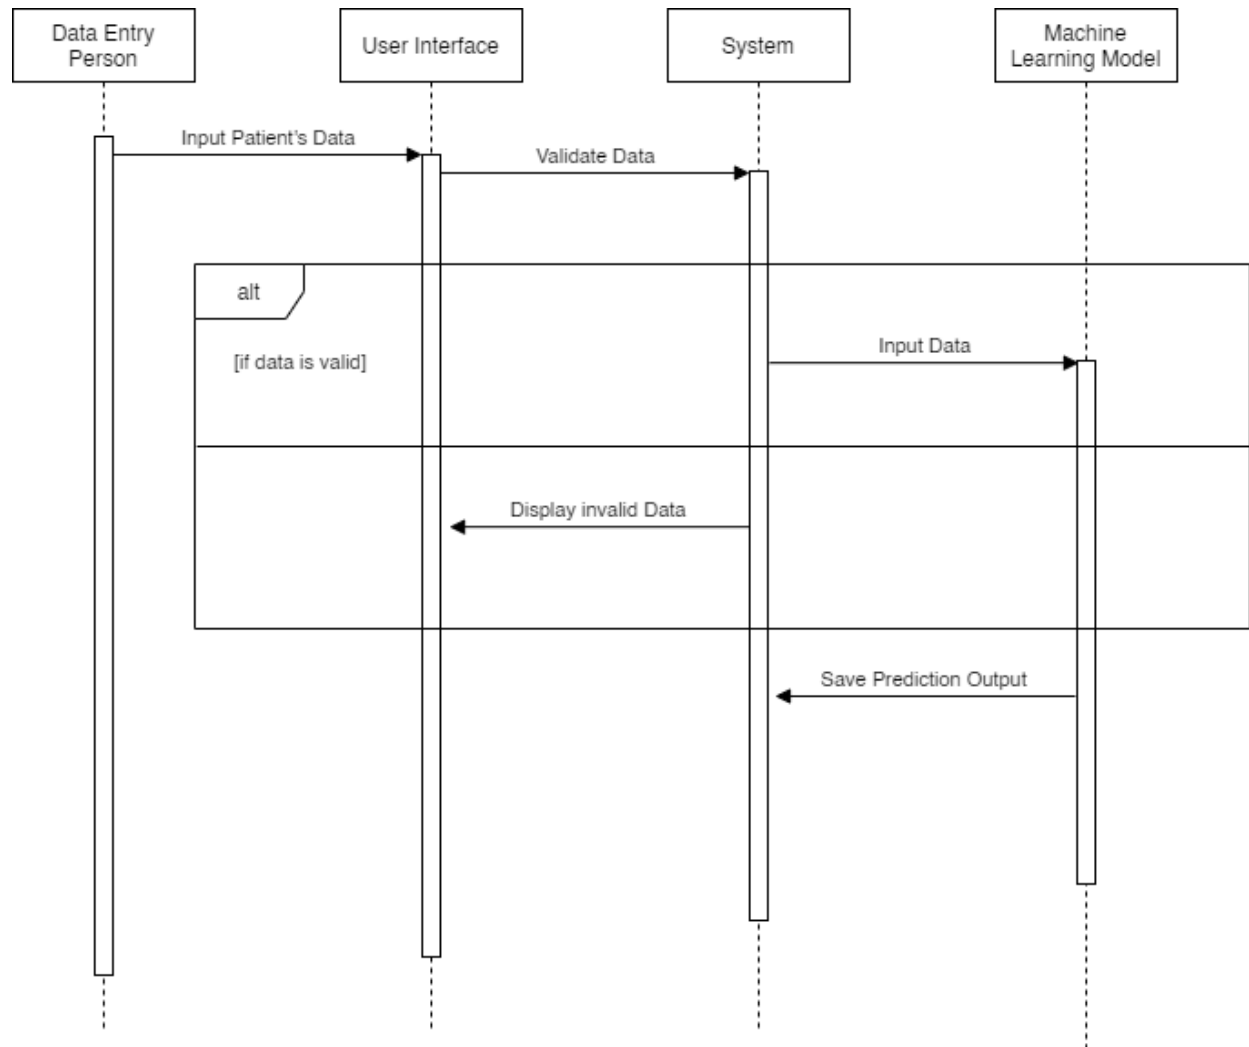 Data Entry
Person
User Interface
System
Machine
Learning Model
Input Patient's Data
Validate Data
alt
[if data is valid]
Input Data
Display invalid Data
Save Prediction Output